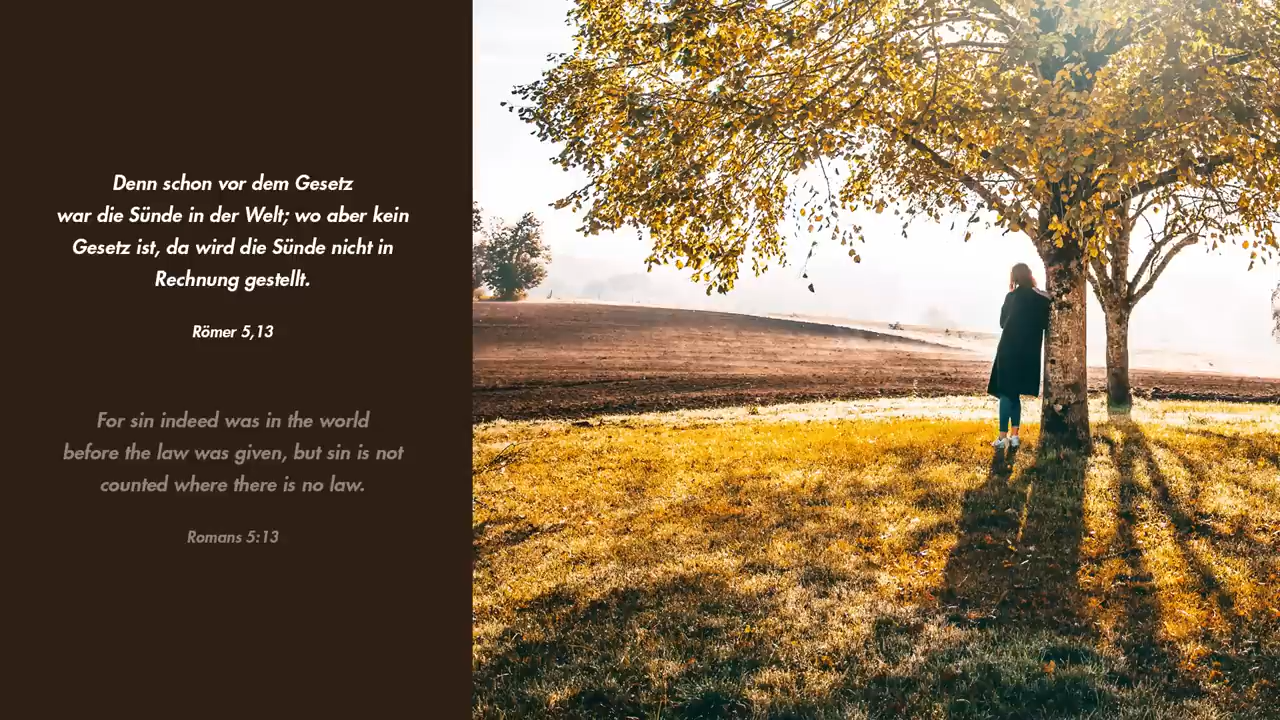 Denn schon vor dem Gesetz
war die Sünde in der Welt; wo aber kein
Gesetz ist, da wird die Sünde nicht in
Rechnung gestellt.
Römer 5,13
For sin indeed was in the world
before the law was given, but sin is not
counted where there is no law.
Romans 5:13